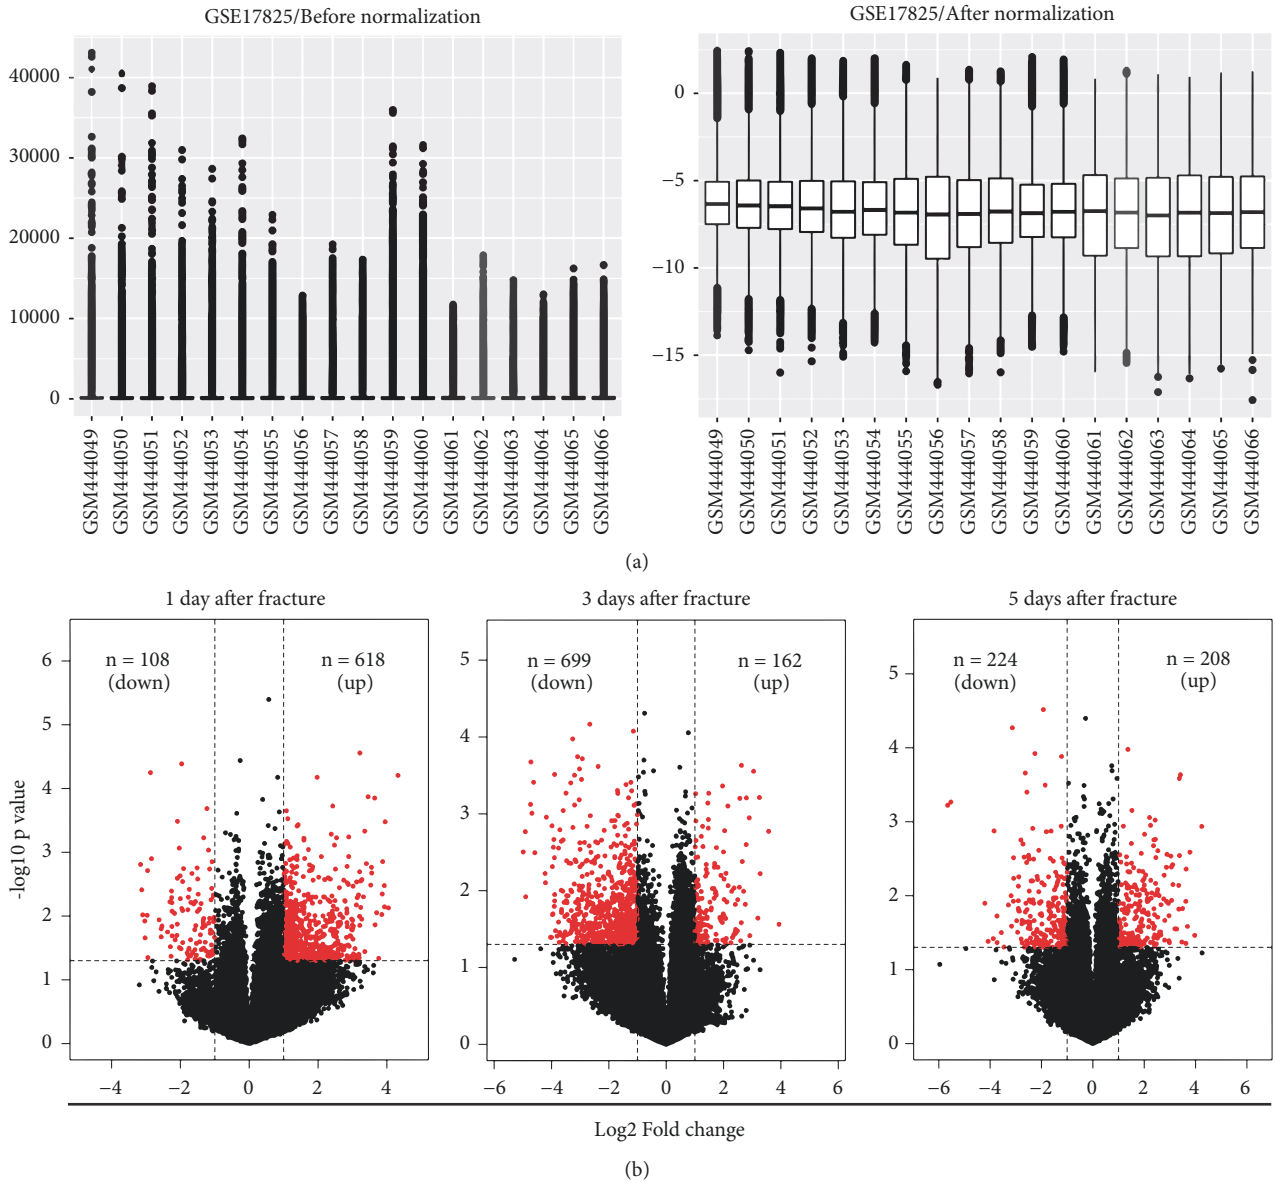 GSE17825/Before normalization
40000
30000
20000
10000
0
GSM444049
GSM444050
GSM444051
GSM444052
GSM444053
GSM444054
GSM444055
GSM444056
GSM444057
GSM444058
GSM444059
GSM444060
GSM444061
GSM444062
GSM444063
GSM444064
GSM444065
GSM444066
GSE17825/After normalization
0
−5
−10
−15
GSM444049
GSM444050
GSM444051
GSM444052
GSM444053
GSM444054
GSM444055
GSM444056
GSM444057
GSM444058
GSM444059
GSM444060
GSM444061
GSM444062
GSM444063
GSM444064
GSM444065
GSM444066
(a)
1 day after fracture
n = 108
(down)
n = 618
(up)
-log10 p value
6
5
4
3
2
1
0
−4
−2
0
2
4
3 days after fracture
n = 699
(down)
n = 162
(up)
5
4
3
2
1
0
−6
−4
−2
0
2
4
6
5 days after fracture
n = 224
(down)
n = 208
(up)
5
4
3
2
1
0
−6
−4
−2
0
2
4
6
Log2 Fold change
(b)